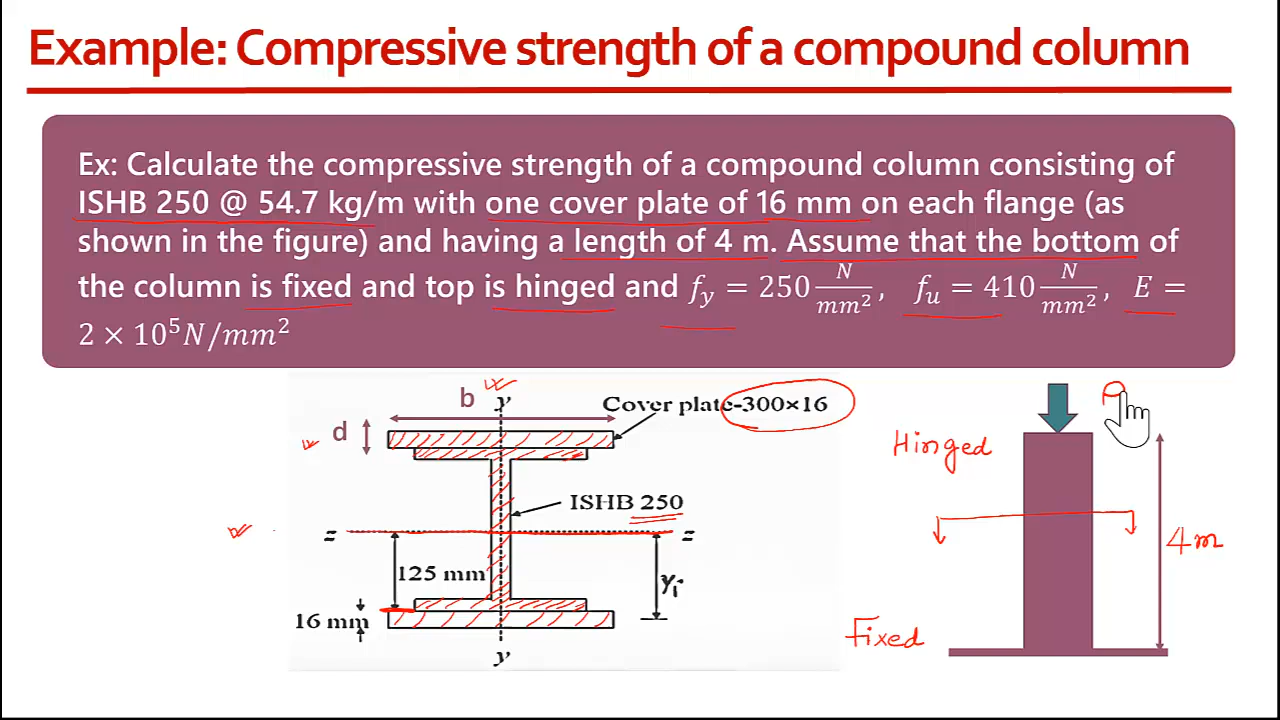 Example: Compressive strength of a compound column
Ex: Calculate the compressive strength of a compound column consisting of
ISHB 250 @ 54.7 kg/m with one cover plate of 16 mm on each flange (as
shown in the figure) and having a length of 4 m. Assume that the bottom of
the column is fixed and top is hinged and f_y = 250 N/mm², f_u = 410 N/mm², E =
2 × 10⁵N/mm²
b
y
Cover plate-300×16
d
Hinged
ISHB 250
z
z
4m
125 mm
y₁
16 mm
Fixed
y